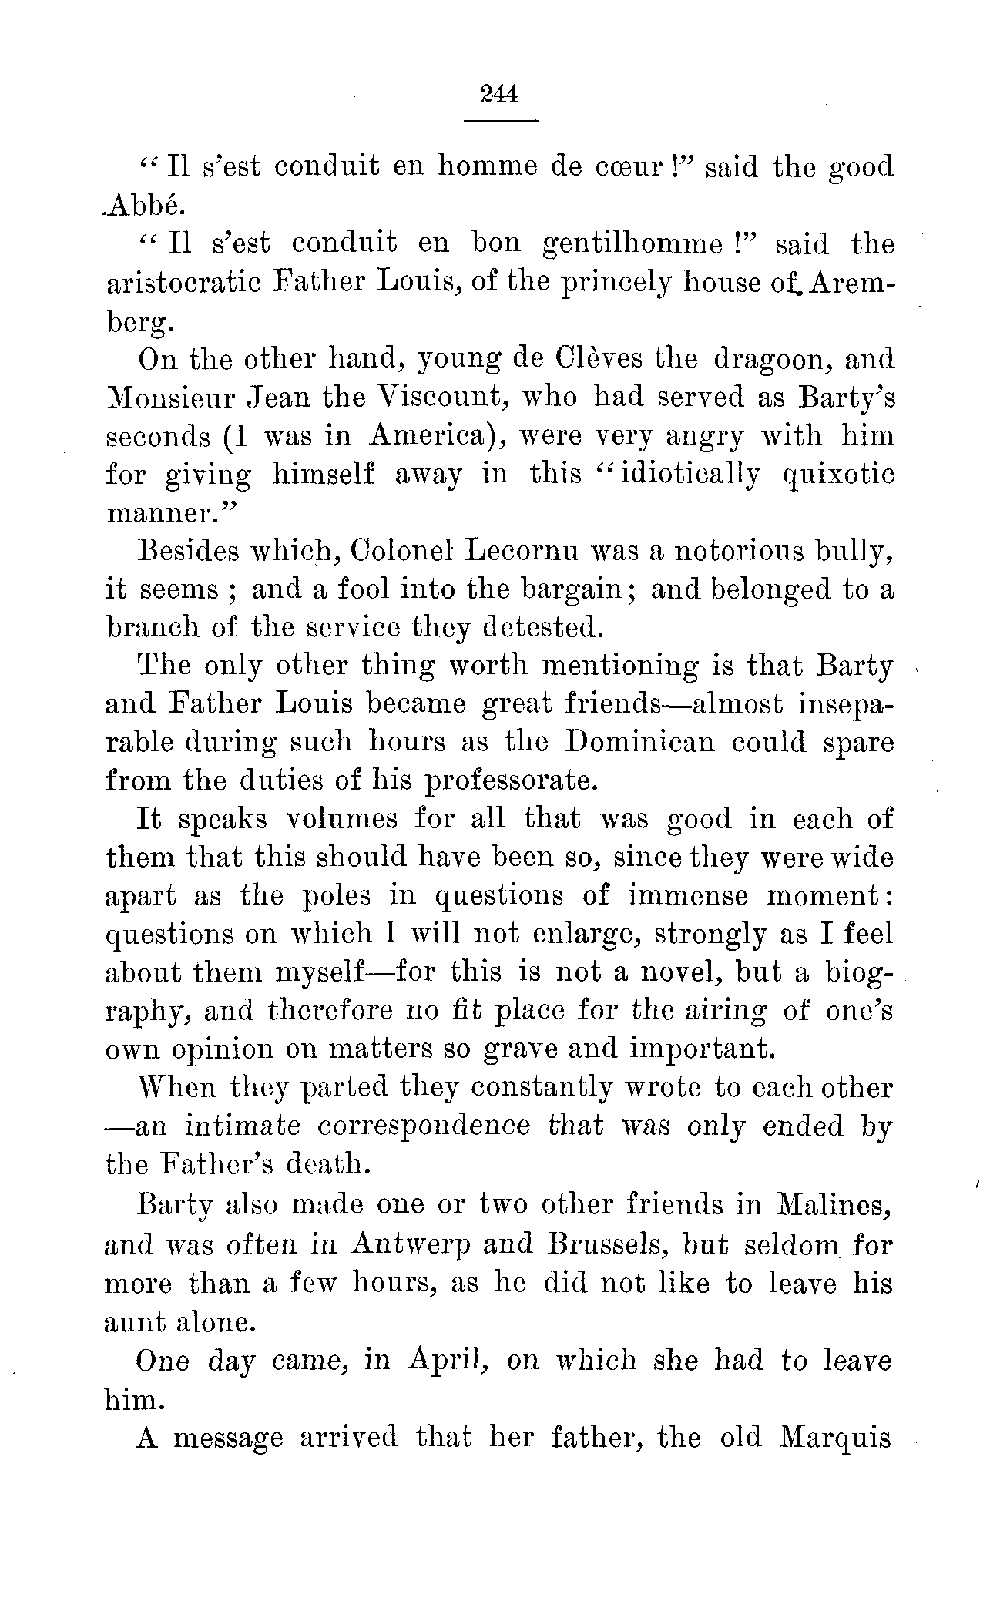 244
“ Il s’est conduit en homme de cœur !” said the good
Abbé.
“ Il s’est conduit en bon gentilhomme !” said the
aristocratic Father Louis, of the princely house of Arem-
berg.
On the other hand, young de Clèves the dragoon, and
Monsieur Jean the Viscount, who had served as Barty’s
seconds (I was in America), were very angry with him
for giving himself away in this “idiotically quixotic
manner.”
Besides which, Colonel Lecornu was a notorious bully,
it seems ; and a fool into the bargain; and belonged to a
branch of the service they detested.
The only other thing worth mentioning is that Barty
and Father Louis became great friends—almost insepa-
rable during such hours as the Dominican could spare
from the duties of his professorate.
It speaks volumes for all that was good in each of
them that this should have been so, since they were wide
apart as the poles in questions of immense moment:
questions on which I will not enlarge, strongly as I feel
about them myself—for this is not a novel, but a biog-
raphy, and therefore no fit place for the airing of one’s
own opinion on matters so grave and important.
When they parted they constantly wrote to each other
—an intimate correspondence that was only ended by
the Father’s death.
Barty also made one or two other friends in Malines,
and was often in Antwerp and Brussels, but seldom for
more than a few hours, as he did not like to leave his
aunt alone.
One day came, in April, on which she had to leave
him.
A message arrived that her father, the old Marquis